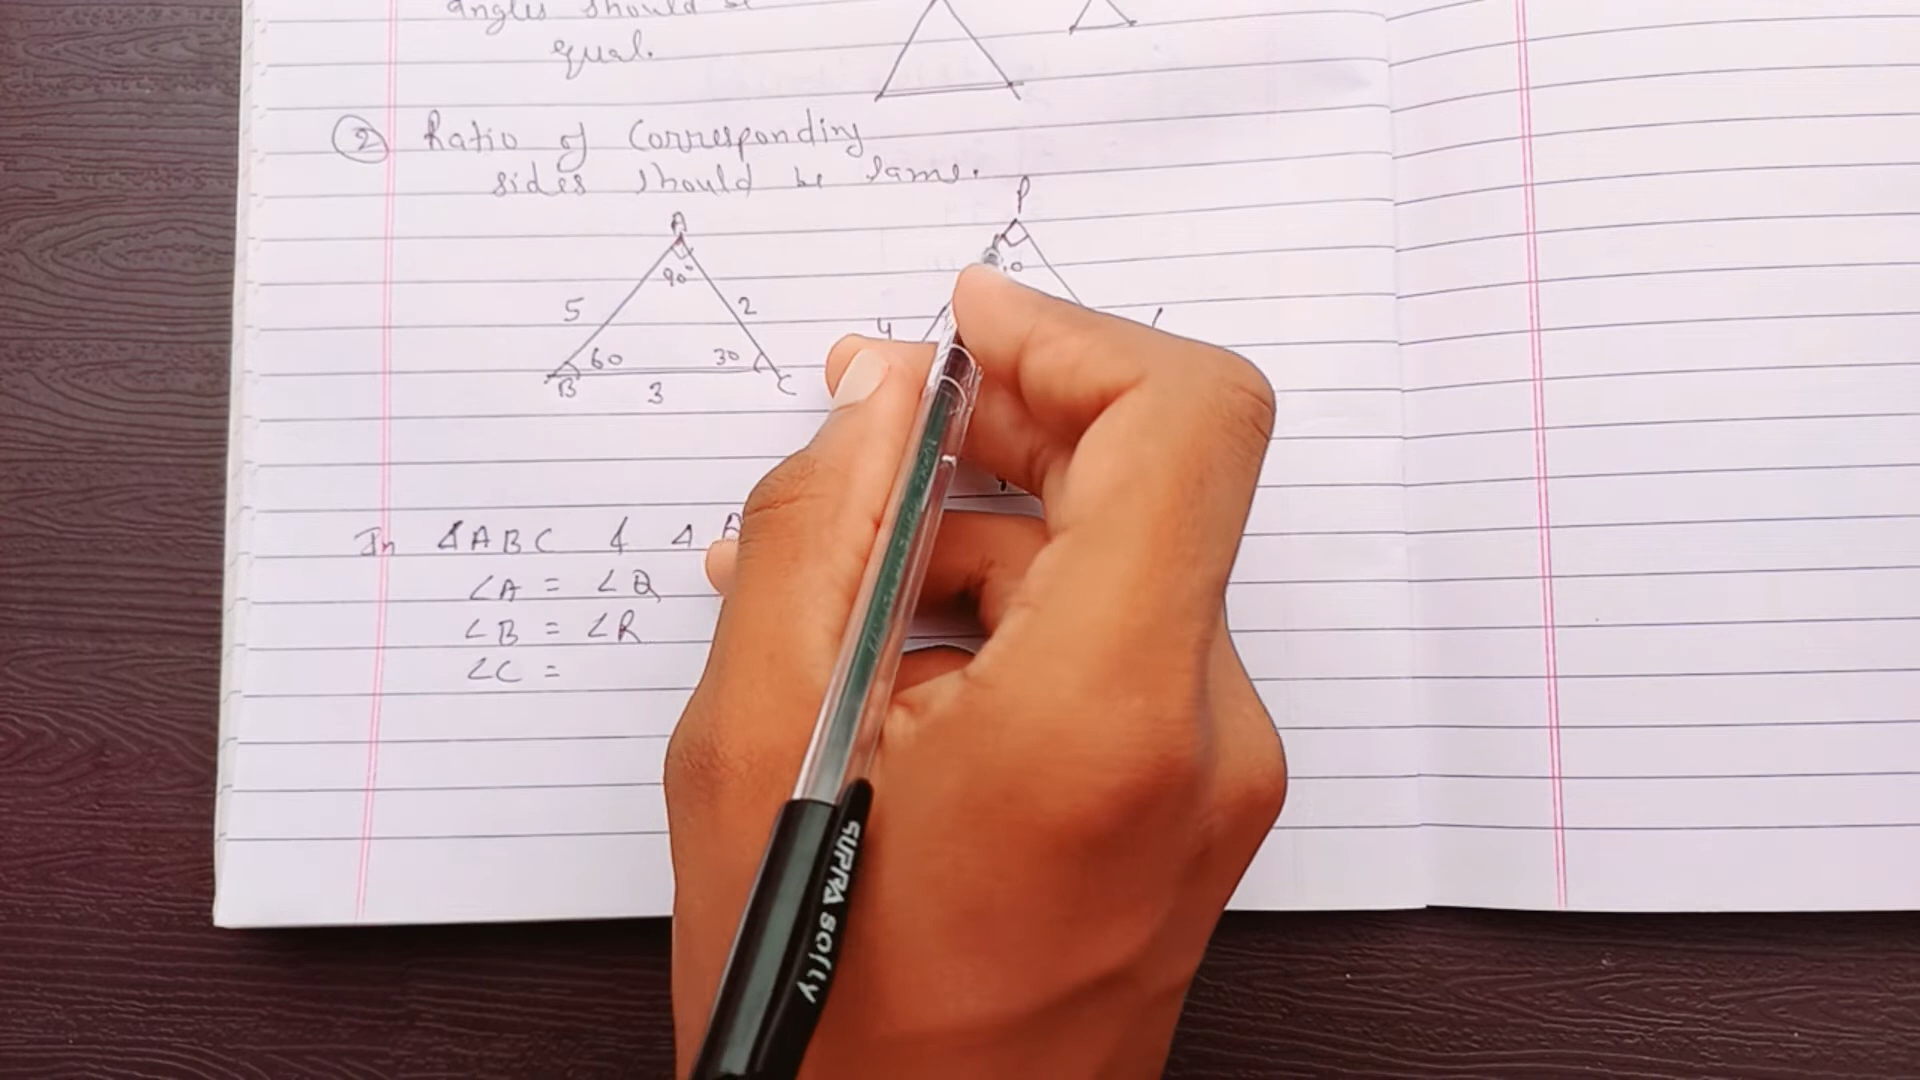 angles should be
equal.
② Ratio of Corresponding
sides should be same.
A
P
90°
5
2
4
60
30
B
C
3
In ΔABC & Δ
∠A = ∠Q
∠B = ∠R
∠C =
SUPRA SOFLY